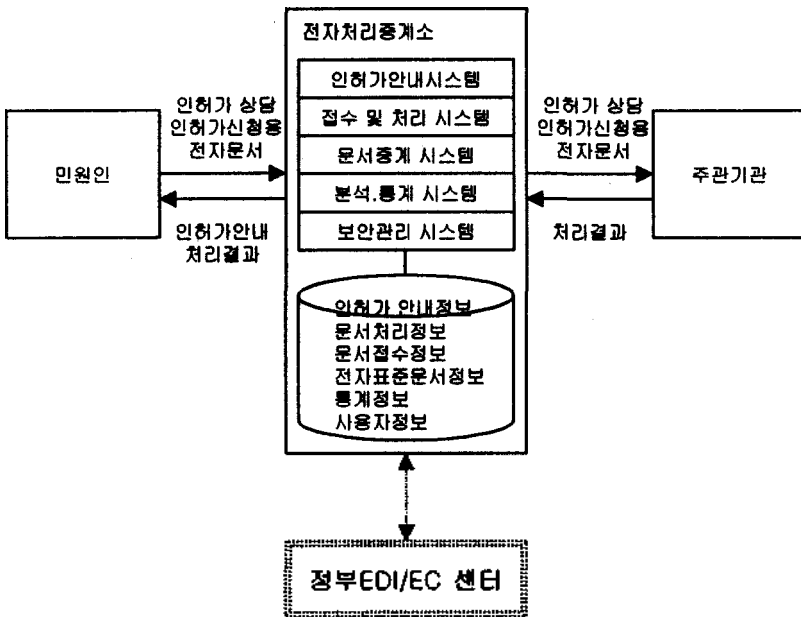 전자처리중계소
인허가안내시스템
접수 및 처리 시스템
문서중계 시스템
분석.통계 시스템
보안관리 시스템
민원인
인허가 상담
인허가신청용
전자문서
인허가안내
처리결과
인허가 상담
인허가신청용
전자문서
처리결과
주관기관
인허가 안내정보
문서처리정보
문서접수정보
전자표준문서정보
통계정보
사용자정보
정부EDI/EC 센터